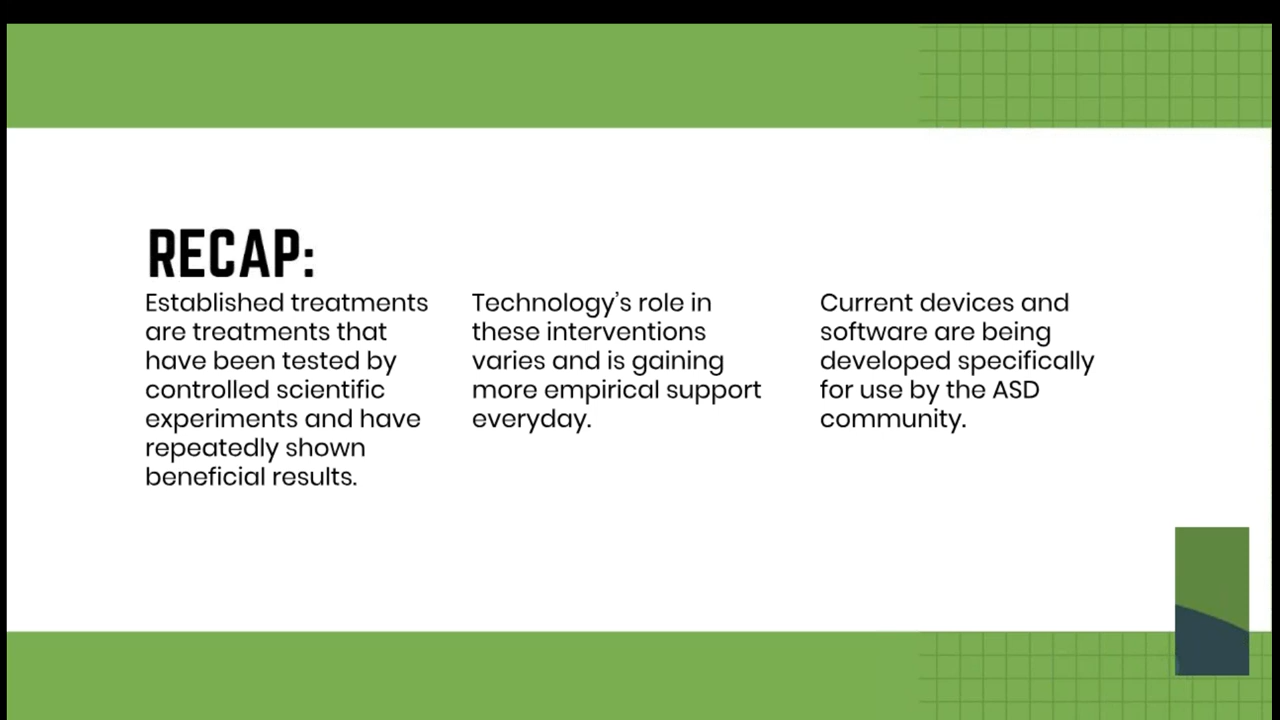 RECAP:
Established treatments
are treatments that
have been tested by
controlled scientific
experiments and have
repeatedly shown
beneficial results.
Technology’s role in
these interventions
varies and is gaining
more empirical support
everyday.
Current devices and
software are being
developed specifically
for use by the ASD
community.